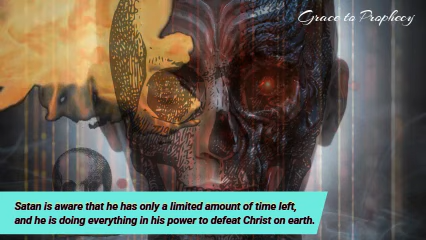 Grace to Prophecy
Satan is aware that he has only a limited amount of time left,
and he is doing everything in his power to defeat Christ on earth.